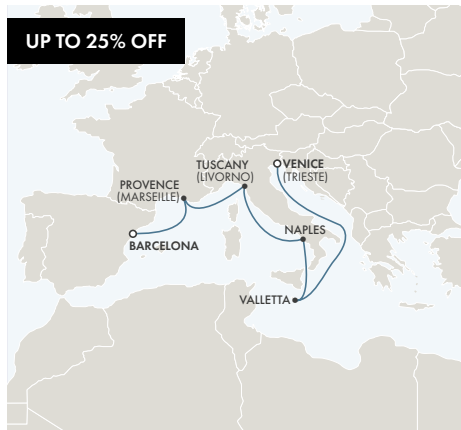 UP TO 25% OFF
TUSCANY
(LIVORNO)
VENICE
(TRIESTE)
PROVENCE
(MARSEILLE)
BARCELONA
NAPLES
VALLETTA